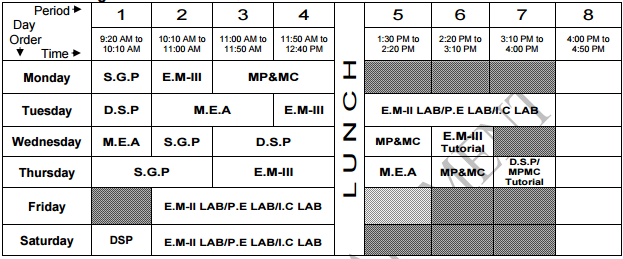 Period 1 2 3 4 5 6 7 8
Day
Order
Time
9:20 AM to 10:10 AM to 11:00 AM to 11:50 AM to 1:30 PM to 2:20 PM to 3:10 PM to 4:00 PM to
10:10 AM 11:00 AM 11:50 AM 12:40 PM 2:20 PM 3:10 PM 4:00 PM 4:50 PM
LUNCH
Monday S.G.P E.M-III MP&MC
Tuesday D.S.P M.E.A E.M-III E.M-II LAB/P.E LAB/I.C LAB
Wednesday M.E.A S.G.P D.S.P MP&MC E.M-III
Tutorial
Thursday S.G.P E.M-III M.E.A MP&MC D.S.P/
MPMC
Tutorial
Friday E.M-II LAB/P.E LAB/I.C LAB
Saturday DSP E.M-II LAB/P.E LAB/I.C LAB